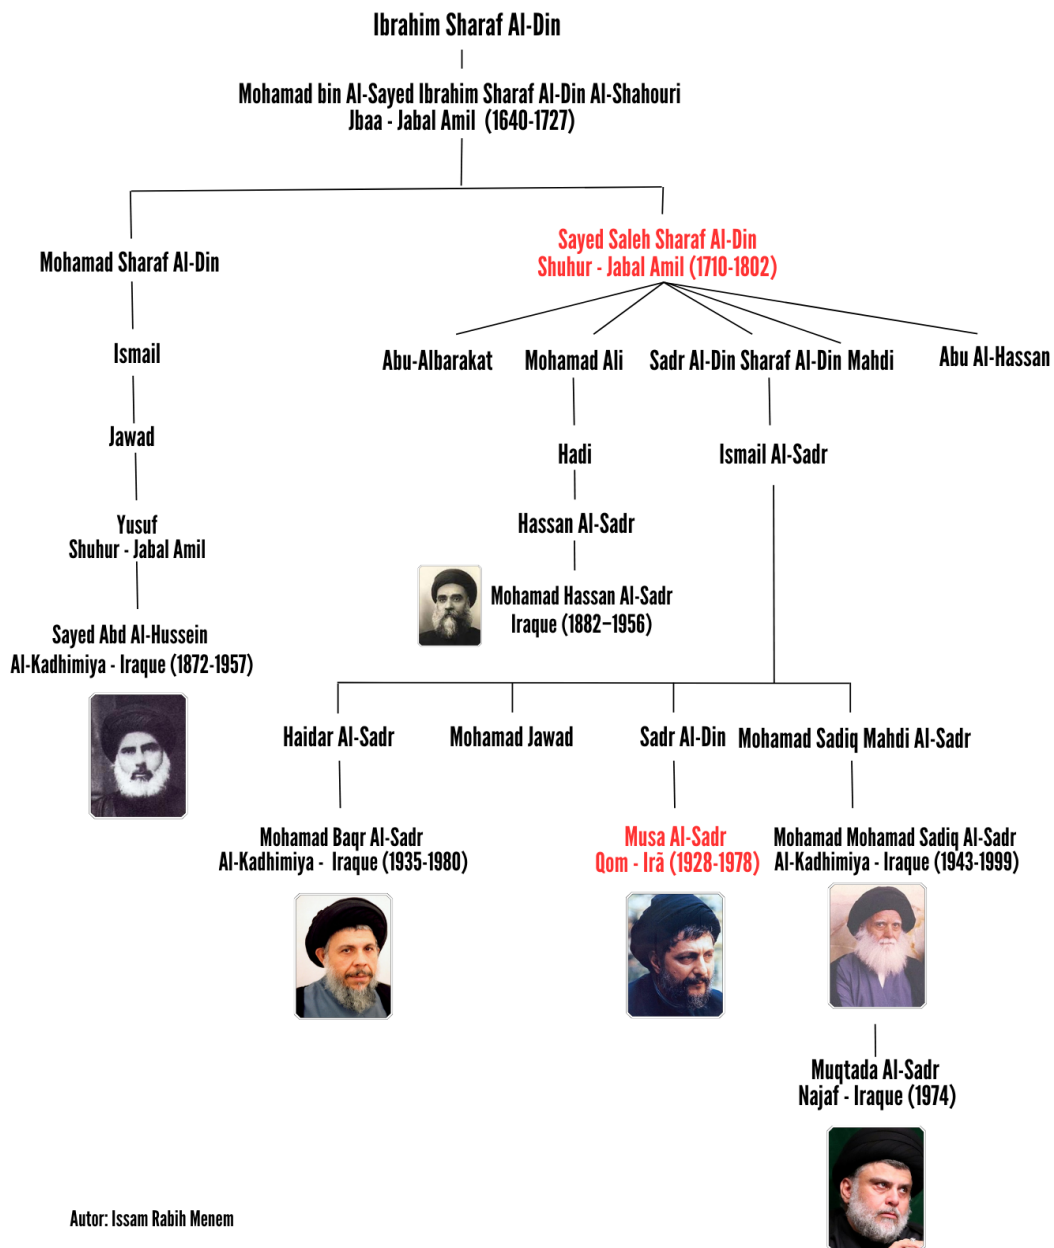 Ibrahim Sharaf Al-Din
Mohamad bin Al-Sayed Ibrahim Sharaf Al-Din Al-Shahouri
Jbaa - Jabal Amil (1640-1727)
Mohamad Sharaf Al-Din
Sayed Saleh Sharaf Al-Din
Shuhur - Jabal Amil (1710-1802)
Ismail
Abu-Albarakat
Mohamad Ali
Sadr Al-Din Sharaf Al-Din
Mahdi
Abu Al-Hassan
Jawad
Hadi
Ismail Al-Sadr
Yusuf
Shuhur - Jabal Amil
Hassan Al-Sadr
Mohamad Hassan Al-Sadr
Iraque (1882–1956)
Sayed Abd Al-Hussein
Al-Kadhimiya - Iraque (1872-1957)
Haidar Al-Sadr
Mohamad Jawad
Sadr Al-Din
Mohamad Sadiq Mahdi Al-Sadr
Mohamad Baqr Al-Sadr
Al-Kadhimiya - Iraque (1935-1980)
Musa Al-Sadr
Qom - Irã (1928-1978)
Mohamad Mohamad Sadiq Al-Sadr
Al-Kadhimiya - Iraque (1943-1999)
Muqtada Al-Sadr
Najaf - Iraque (1974)
Autor: Issam Rabih Menem